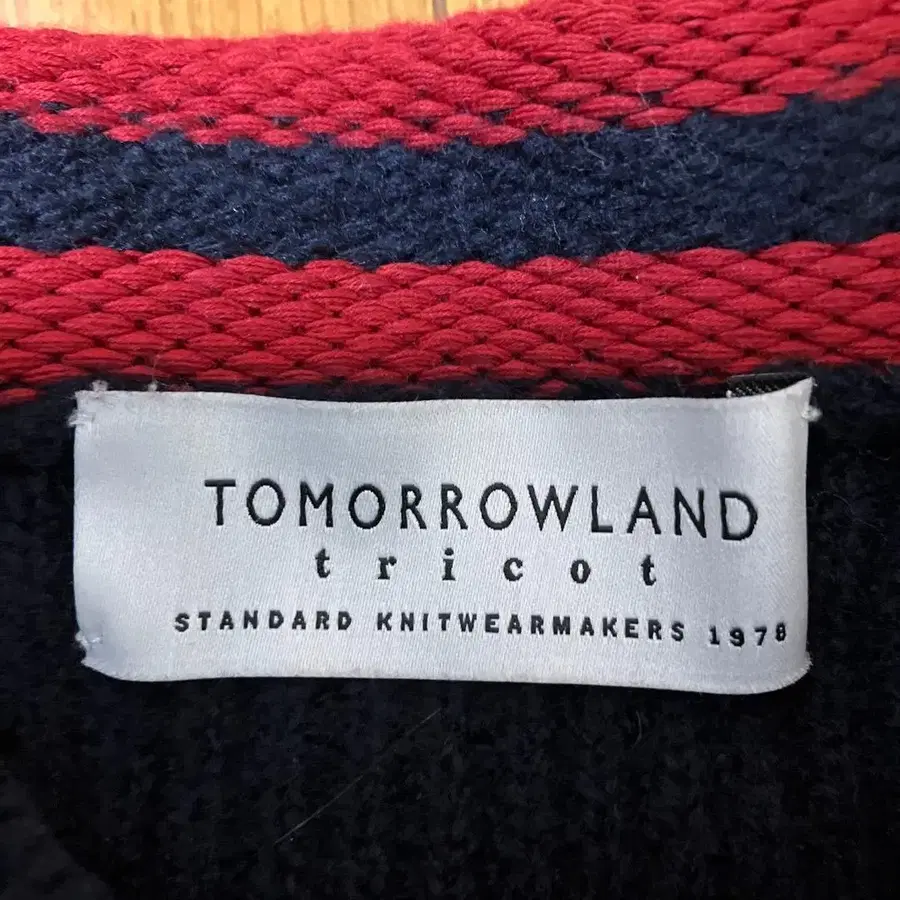 TOMORROWLAND
tricot
STANDARD KNITWEARMAKERS 1978